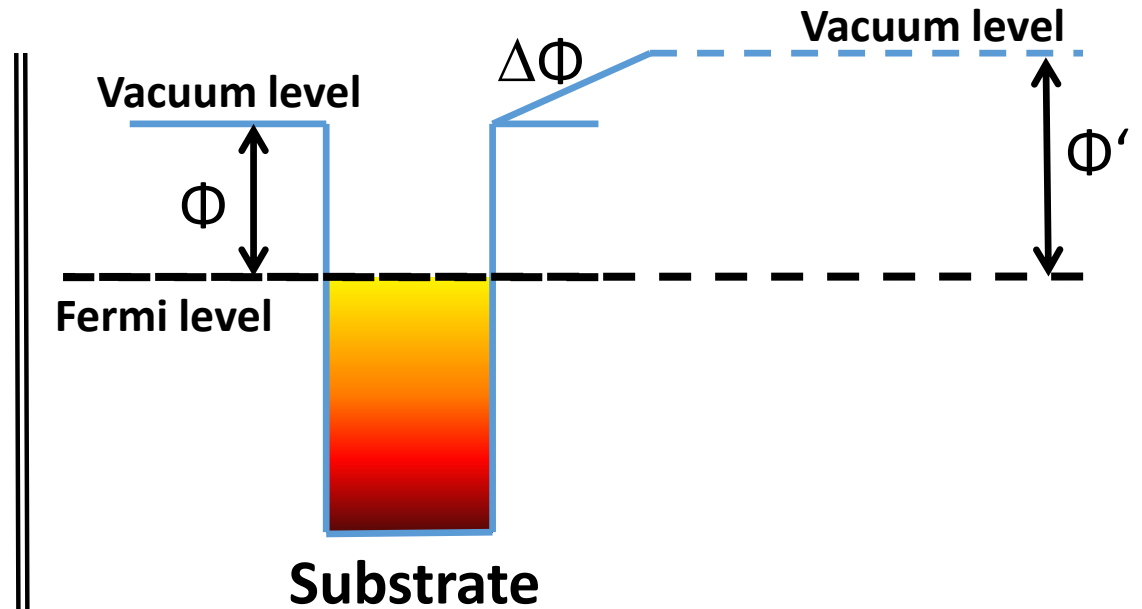 Vacuum level
ΔΦ
Vacuum level
Φ
Φ‘
Fermi level
Substrate